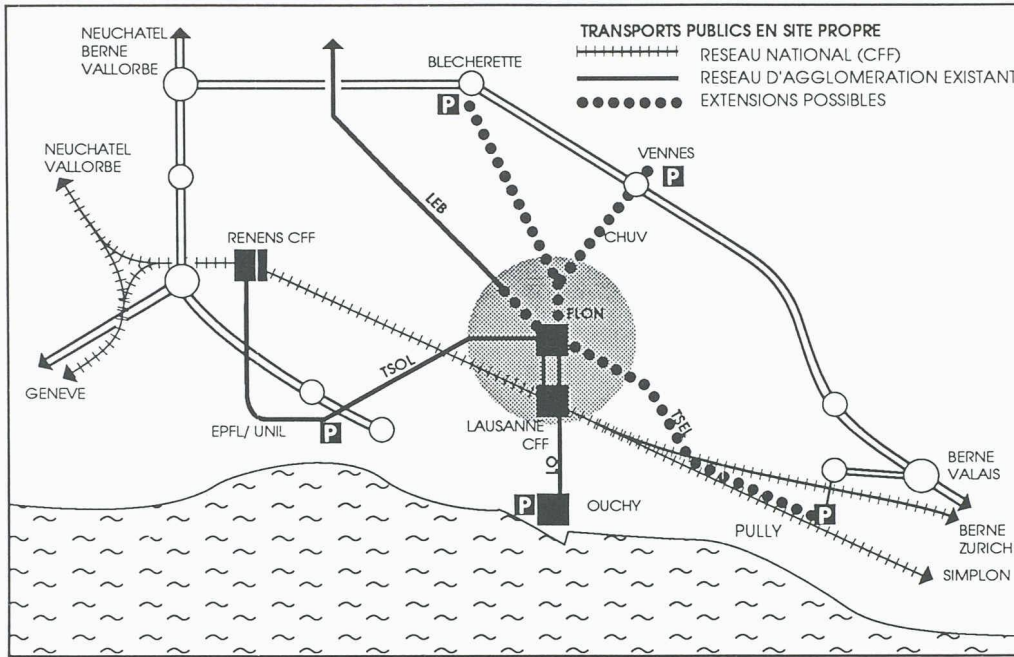 TRANSPORTS PUBLICS EN SITE PROPRE
RESEAU NATIONAL (CFF)
RESEAU D'AGGLOMERATION EXISTANT
EXTENSIONS POSSIBLES
NEUCHATEL
BERNE
VALLORBE
BLECHERETTE
P
NEUCHATEL
VALLORBE
VENNES
P
LEB
CHUV
RENENS CFF
FLON
TSOL
GENEVE
EPFL/ UNIL
P
LAUSANNE
CFF
TSEL
LO
BERNE
VALAIS
P
OUCHY
P
PULLY
BERNE
ZURICH
SIMPLON